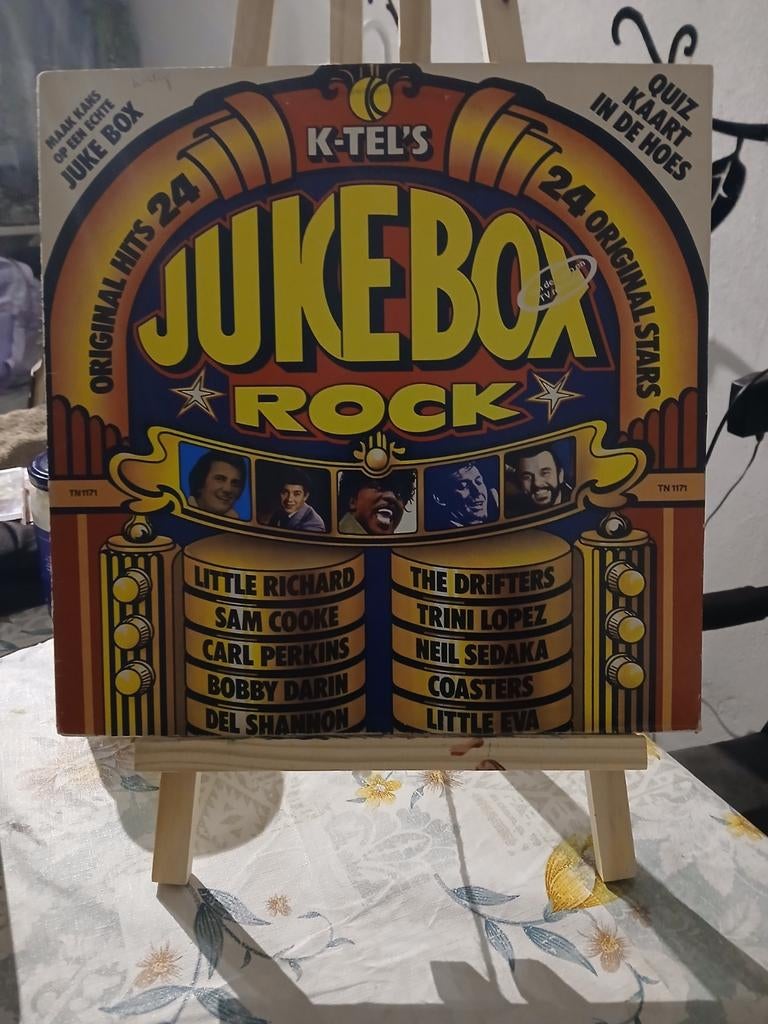 MAAK KANS
OP EEN ECHTE
JUKE BOX
QUIZ
KAART
IN DE HOES
K-TEL'S
ORIGINAL HITS 24
24 ORIGINAL STARS
JUKEBOX
ROCK
TV
TN 1171
TN 1171
LITTLE RICHARD
SAM COOKE
CARL PERKINS
BOBBY DARIN
DEL SHANNON
THE DRIFTERS
TRINI LOPEZ
NEIL SEDAKA
COASTERS
LITTLE EVA